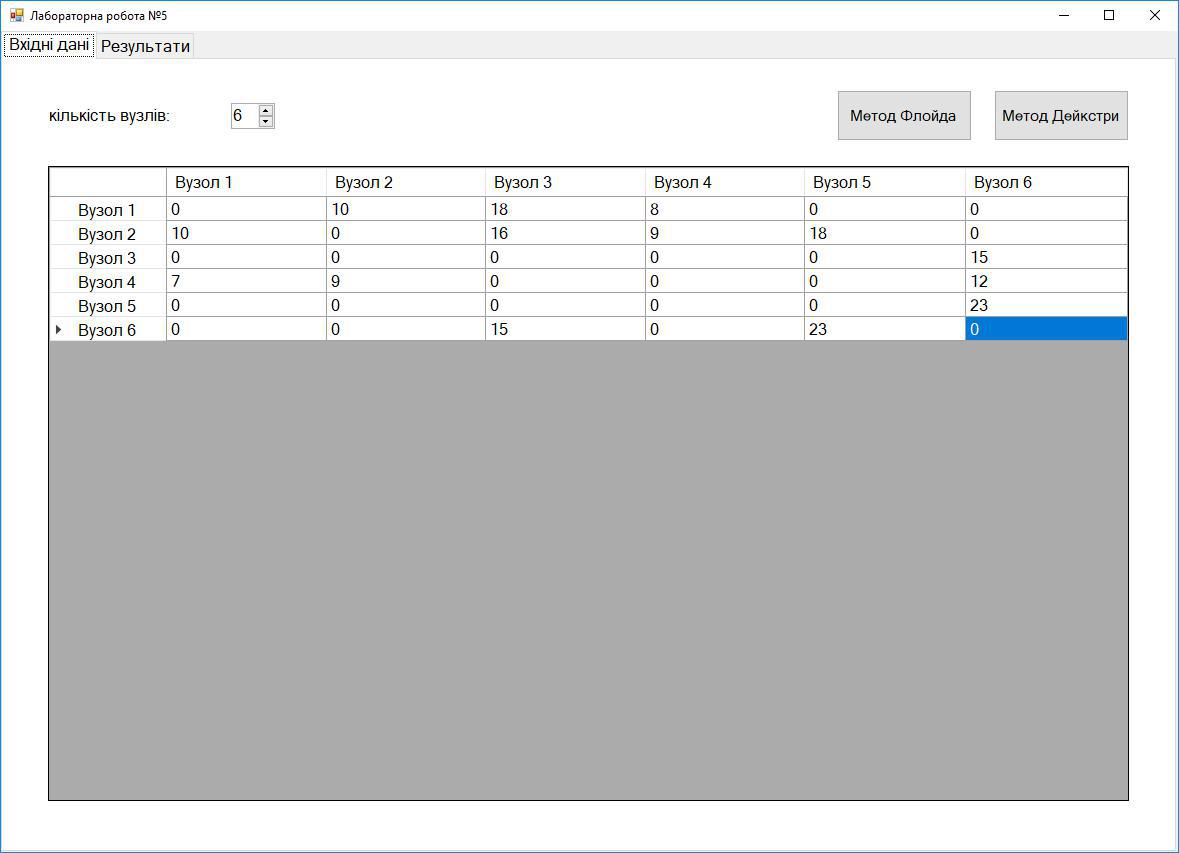 Лабораторна робота №5
Вхідні дані Результати
кількість вузлів: 6 Метод Флойда Метод Дейкстри
Вузол 1 Вузол 2 Вузол 3 Вузол 4 Вузол 5 Вузол 6
Вузол 1 0 10 18 8 0 0
Вузол 2 10 0 16 9 18 0
Вузол 3 0 0 0 0 0 15
Вузол 4 7 9 0 0 0 12
Вузол 5 0 0 0 0 0 23
Вузол 6 0 0 15 0 23 0